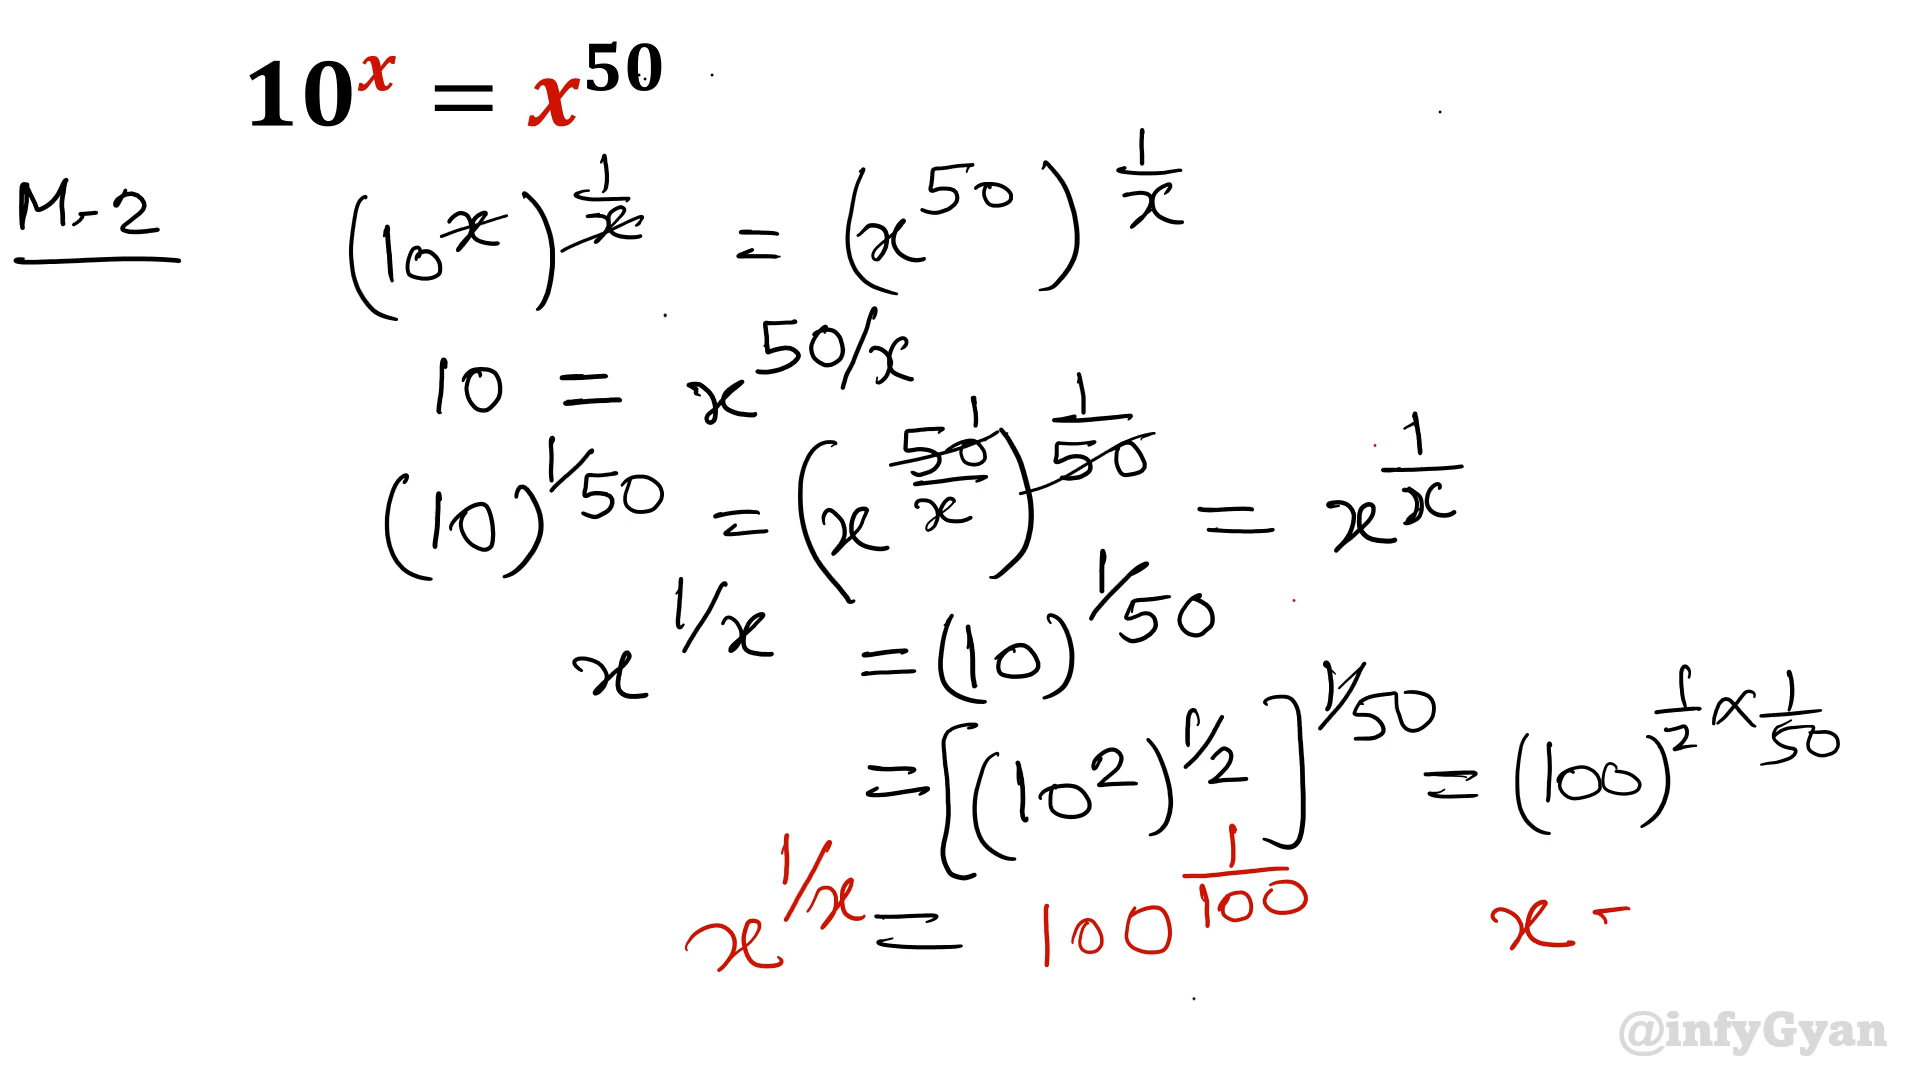 10^x = x^50
M-2
(10^x)^(1/x) = (x^50)^(1/x)
10 = x^(50/x)
(10)^(1/50) = (x^(50/x))^(1/50) = x^(1/x)
x^(1/x) = (10)^(1/50)
= [(10^2)^(1/2)]^(1/50) = (100)^(1/2 × 1/50)
x^(1/x) = 100^(1/100) x -
@infyGyan